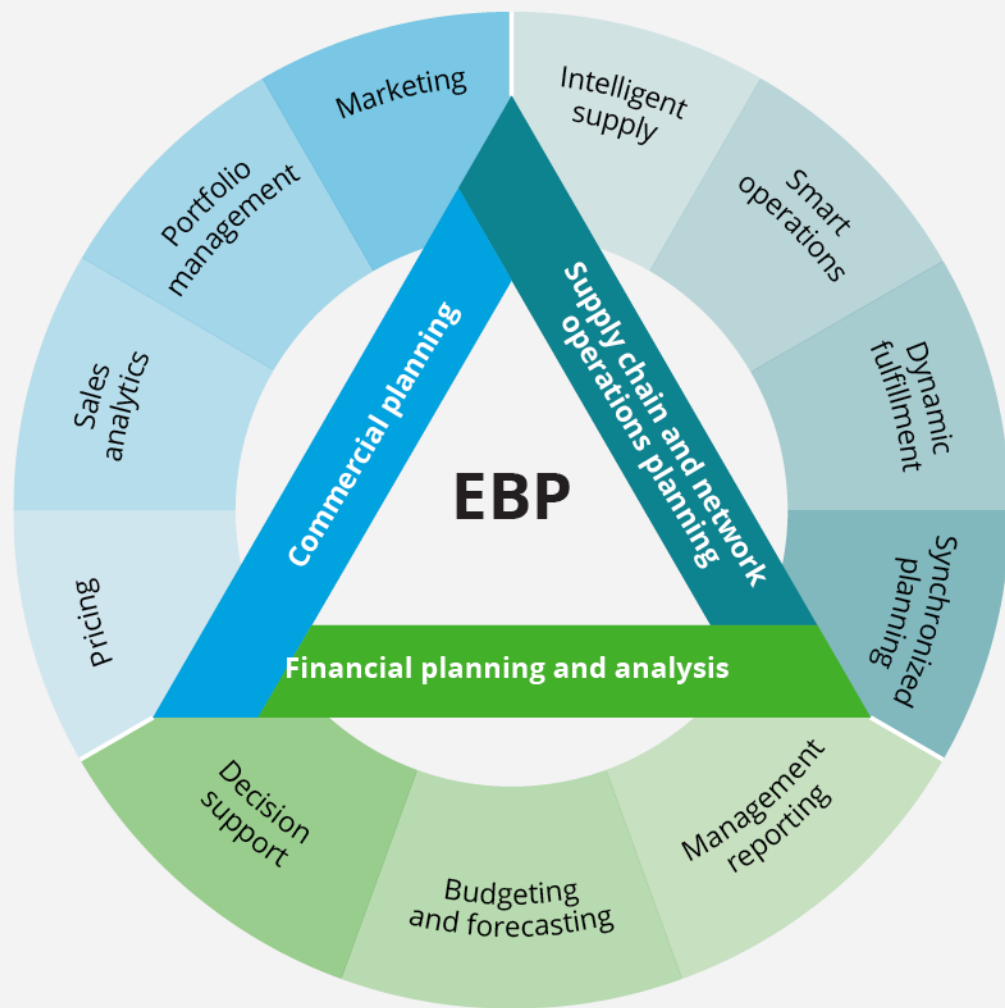 Marketing
Intelligent
supply
Smart
operations
Dynamic
fulfillment
Synchronized
planning
Management
reporting
Budgeting
and forecasting
Decision
support
Pricing
Sales
analytics
Portfolio
management
Commercial planning
Supply chain and network
operations planning
Financial planning and analysis
EBP